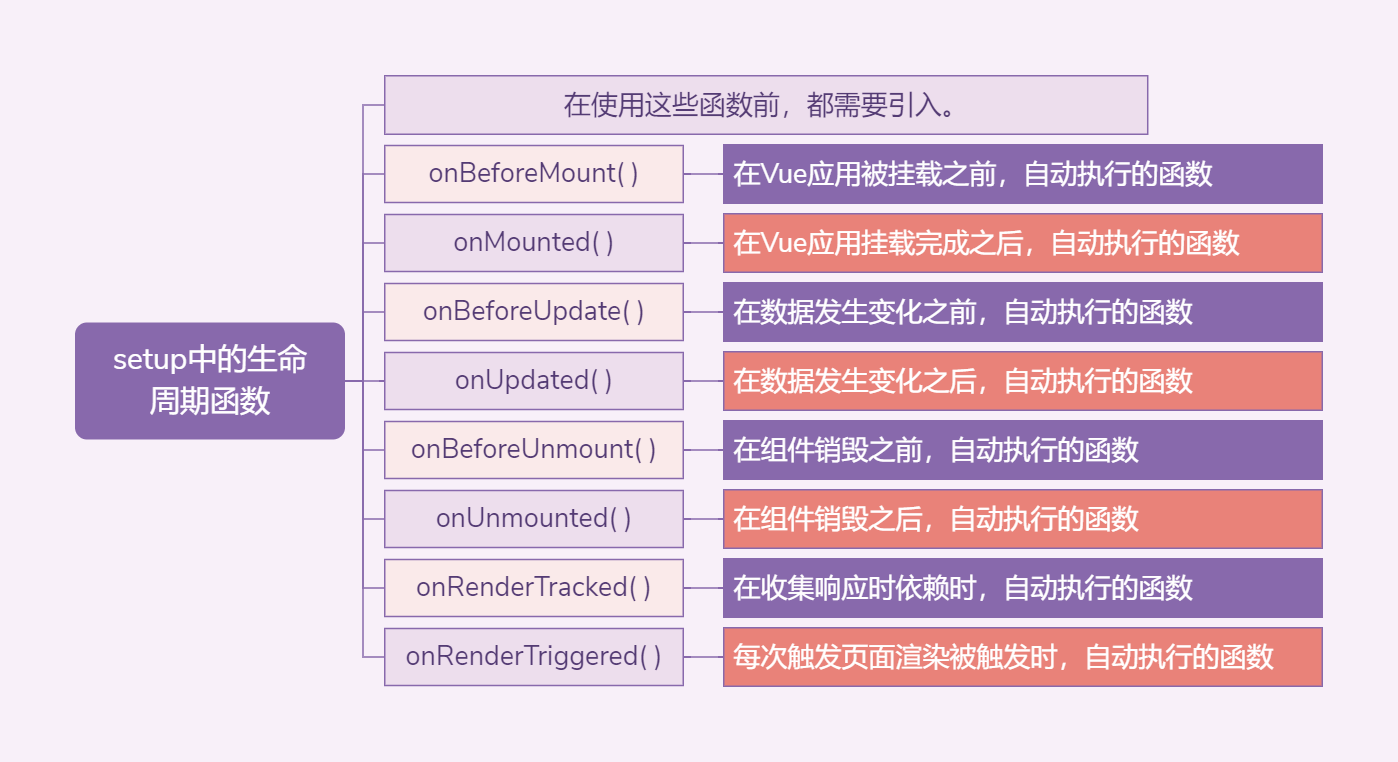 在使用这些函数前，都需要引入。
onBeforeMount( )
在Vue应用被挂载之前，自动执行的函数
onMounted( )
在Vue应用挂载完成之后，自动执行的函数
onBeforeUpdate( )
在数据发生变化之前，自动执行的函数
setup中的生命
周期函数
onUpdated( )
在数据发生变化之后，自动执行的函数
onBeforeUnmount( )
在组件销毁之前，自动执行的函数
onUnmounted( )
在组件销毁之后，自动执行的函数
onRenderTracked( )
在收集响应时依赖时，自动执行的函数
onRenderTriggered( )
每次触发页面渲染被触发时，自动执行的函数